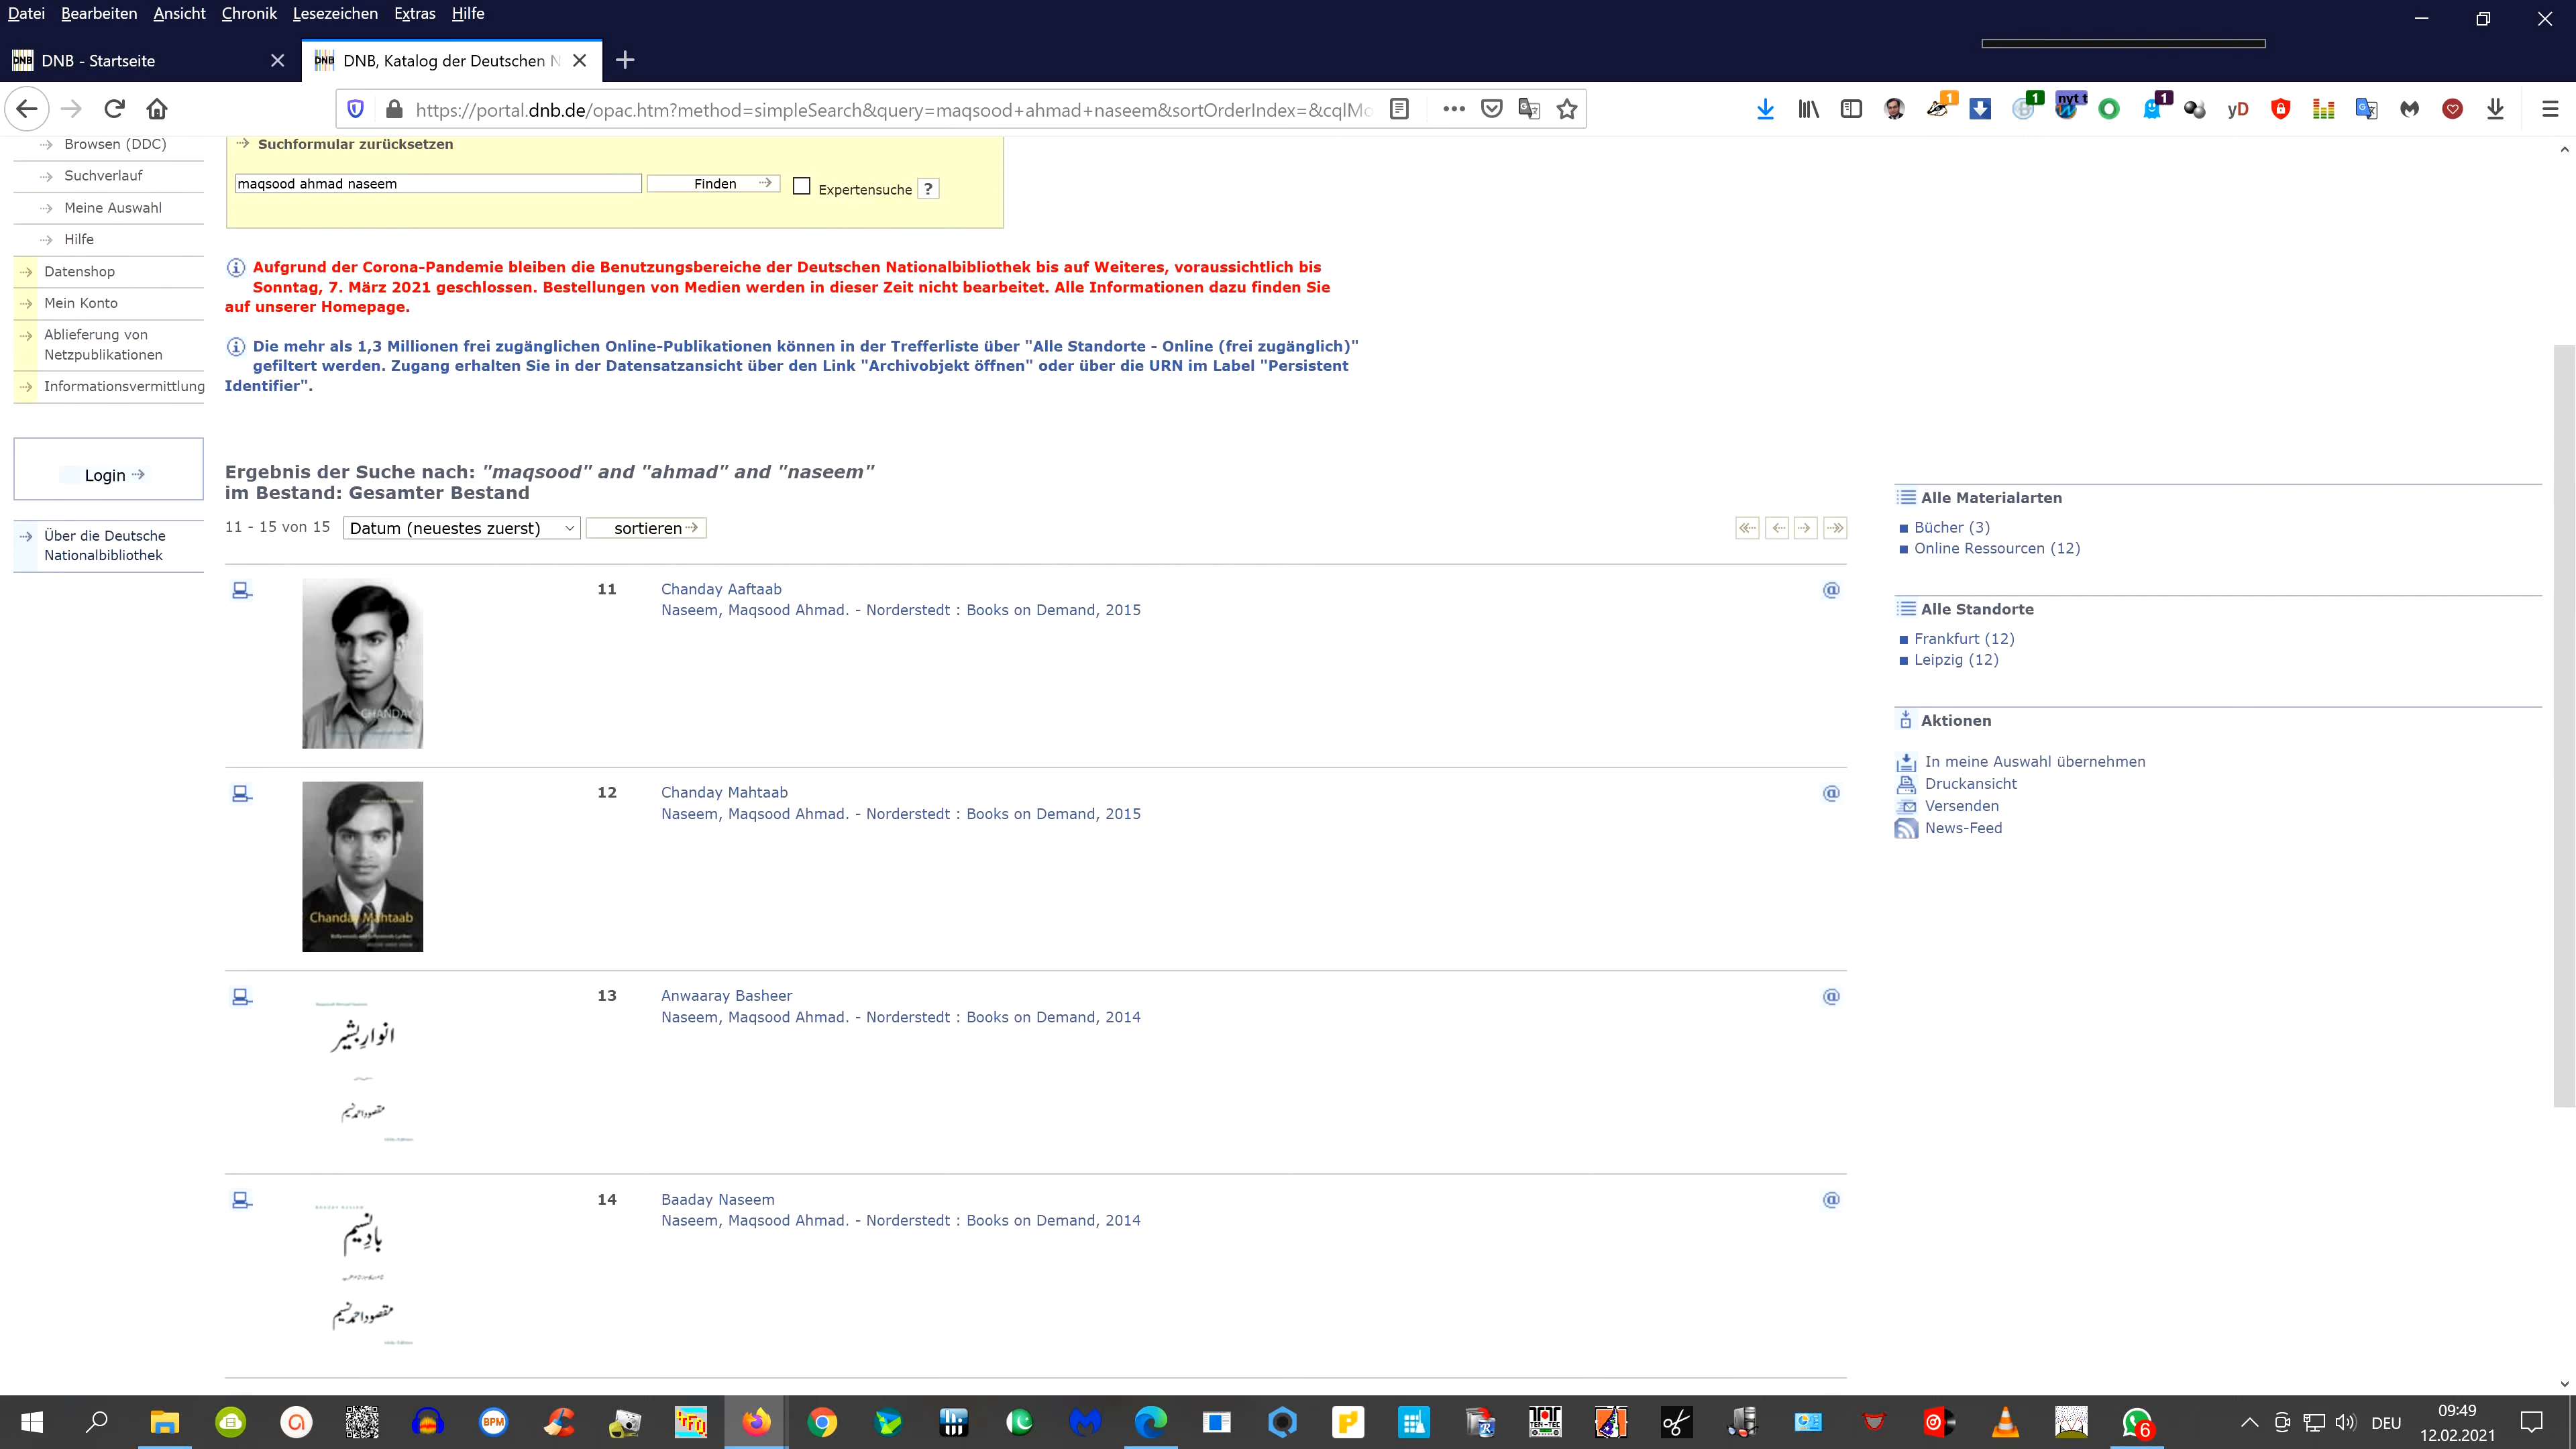 Datei Bearbeiten Ansicht Chronik Lesezeichen Extras Hilfe
DNB DNB - Startseite
DNB DNB, Katalog der Deutschen N
https://portal.dnb.de/opac.htm?method=simpleSearch&query=maqsood+ahmad+naseem&sortOrderIndex=&cqlMo
1
1
nyt t
1
yD
Browsen (DDC)
Suchverlauf
Meine Auswahl
Hilfe
Datenshop
Mein Konto
Ablieferung von
Netzpublikationen
Informationsvermittlung
Login
Über die Deutsche
Nationalbibliothek
Suchformular zurücksetzen
maqsood ahmad naseem Finden Expertensuche ?
Aufgrund der Corona-Pandemie bleiben die Benutzungsbereiche der Deutschen Nationalbibliothek bis auf Weiteres, voraussichtlich bis
Sonntag, 7. März 2021 geschlossen. Bestellungen von Medien werden in dieser Zeit nicht bearbeitet. Alle Informationen dazu finden Sie
auf unserer Homepage.
Die mehr als 1,3 Millionen frei zugänglichen Online-Publikationen können in der Trefferliste über "Alle Standorte - Online (frei zugänglich)"
gefiltert werden. Zugang erhalten Sie in der Datensatzansicht über den Link "Archivobjekt öffnen" oder über die URN im Label "Persistent
Identifier".
Ergebnis der Suche nach: "maqsood" and "ahmad" and "naseem"
im Bestand: Gesamter Bestand
11 - 15 von 15 Datum (neuestes zuerst) sortieren
CHANDAY
11 Chanday Aaftaab
Naseem, Maqsood Ahmad. - Norderstedt : Books on Demand, 2015
Chanday Mahtaab
12 Chanday Mahtaab
Naseem, Maqsood Ahmad. - Norderstedt : Books on Demand, 2015
انوارِ بشیر
مقصود احمد نسیم
13 Anwaaray Basheer
Naseem, Maqsood Ahmad. - Norderstedt : Books on Demand, 2014
بادِ نسیم
مقصود احمد نسیم
14 Baaday Naseem
Naseem, Maqsood Ahmad. - Norderstedt : Books on Demand, 2014
Alle Materialarten
Bücher (3)
Online Ressourcen (12)
Alle Standorte
Frankfurt (12)
Leipzig (12)
Aktionen
In meine Auswahl übernehmen
Druckansicht
Versenden
News-Feed
BPM
TEN-TEC
6
DEU
09:49
12.02.2021